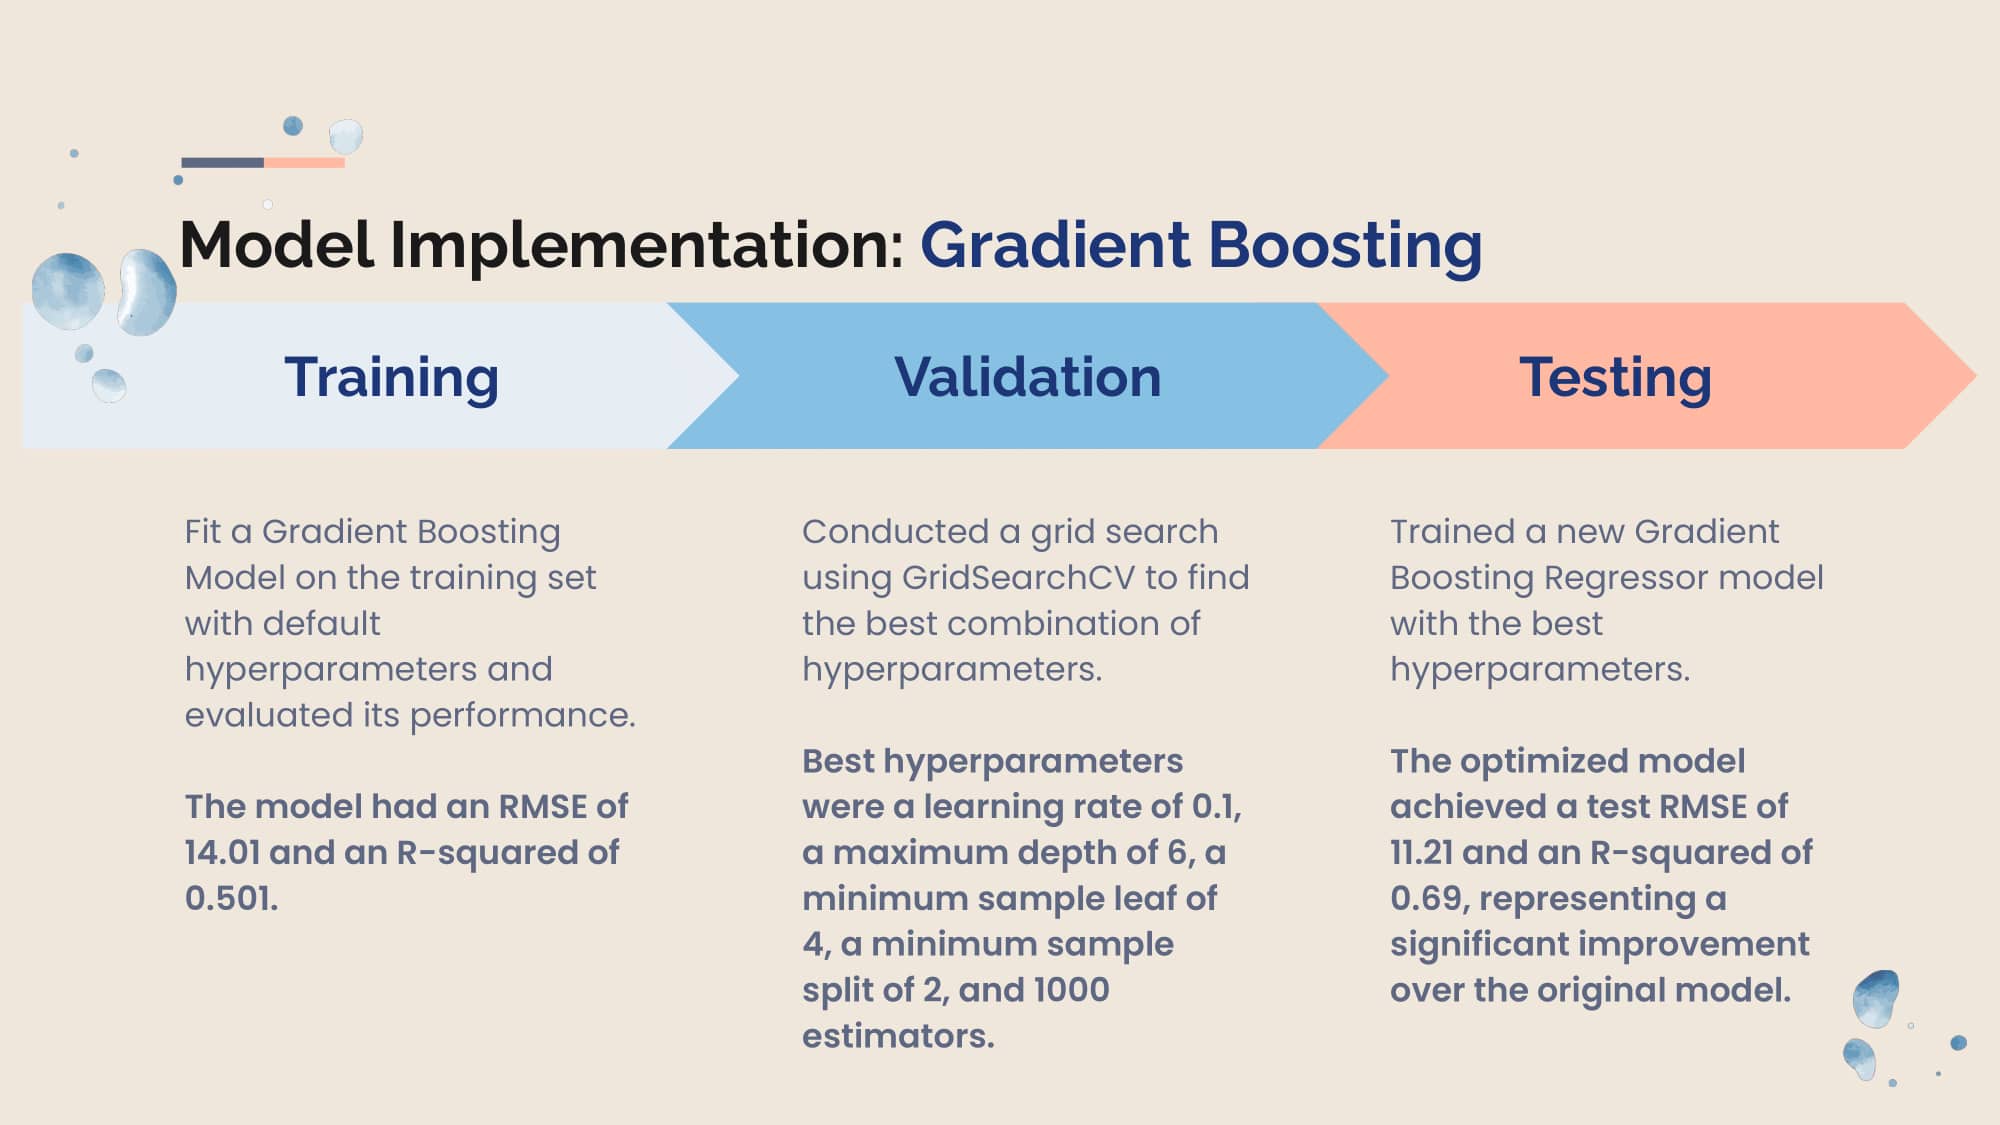 Model Implementation: Gradient Boosting
Training
Validation
Testing
Fit a Gradient Boosting
Model on the training set
with default
hyperparameters and
evaluated its performance.
The model had an RMSE of
14.01 and an R-squared of
0.501.
Conducted a grid search
using GridSearchCV to find
the best combination of
hyperparameters.
Best hyperparameters
were a learning rate of 0.1,
a maximum depth of 6, a
minimum sample leaf of
4, a minimum sample
split of 2, and 1000
estimators.
Trained a new Gradient
Boosting Regressor model
with the best
hyperparameters.
The optimized model
achieved a test RMSE of
11.21 and an R-squared of
0.69, representing a
significant improvement
over the original model.